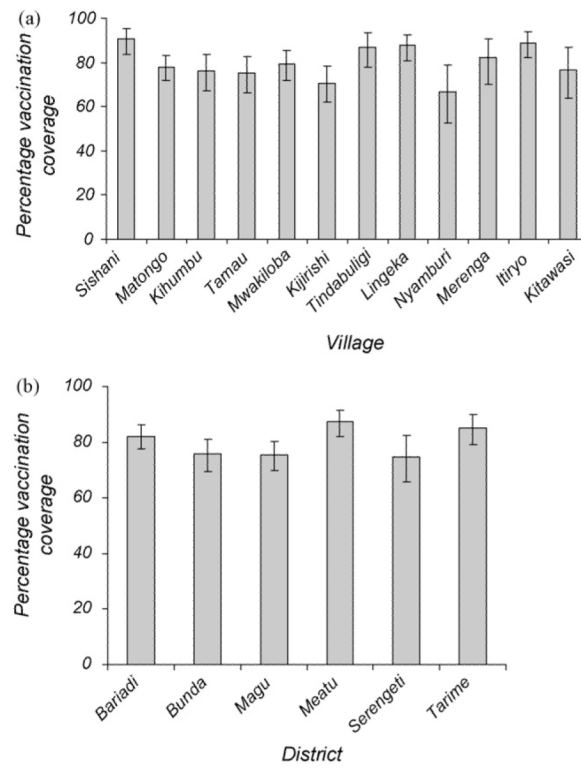 (a)
Percentage vaccination
coverage
100
80
60
40
20
0
Sishani
Matongo
Kihumbu
Tamau
Mwakiloba
Kijirishi
Tindabuligi
Lingeka
Nyamburi
Merenga
Itiryo
Kitawasi
Village
(b)
Percentage vaccination
coverage
100
80
60
40
20
0
Bariadi
Bunda
Magu
Meatu
Serengeti
Tarime
District